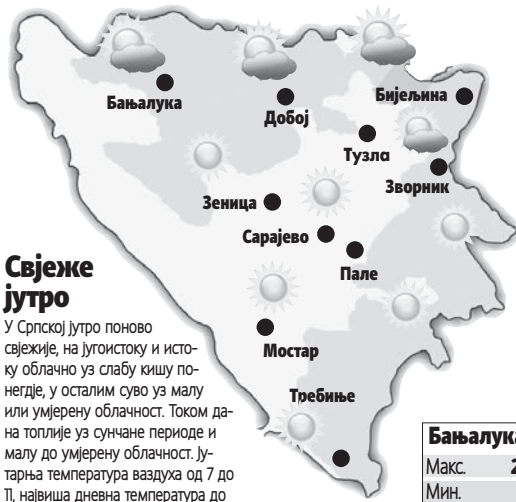 Бањалука
Добој
Бијељина
Тузла
Зворник
Зеница
Сарајево
Пале
Мостар
Требиње
Свјеже
јутро
У Српској јутро поново
свјежије, на југоистоку и исто-
ку облачно уз слабу кишу по-
негдје, у осталим суво уз малу
или умјерену облачност. Током да-
на топлије уз сунчане периоде и
малу до умјерену облачност. Ју-
тарња температура ваздуха од 7 до
11, највиша дневна температура до
Бањалука
Макс.
Мин.